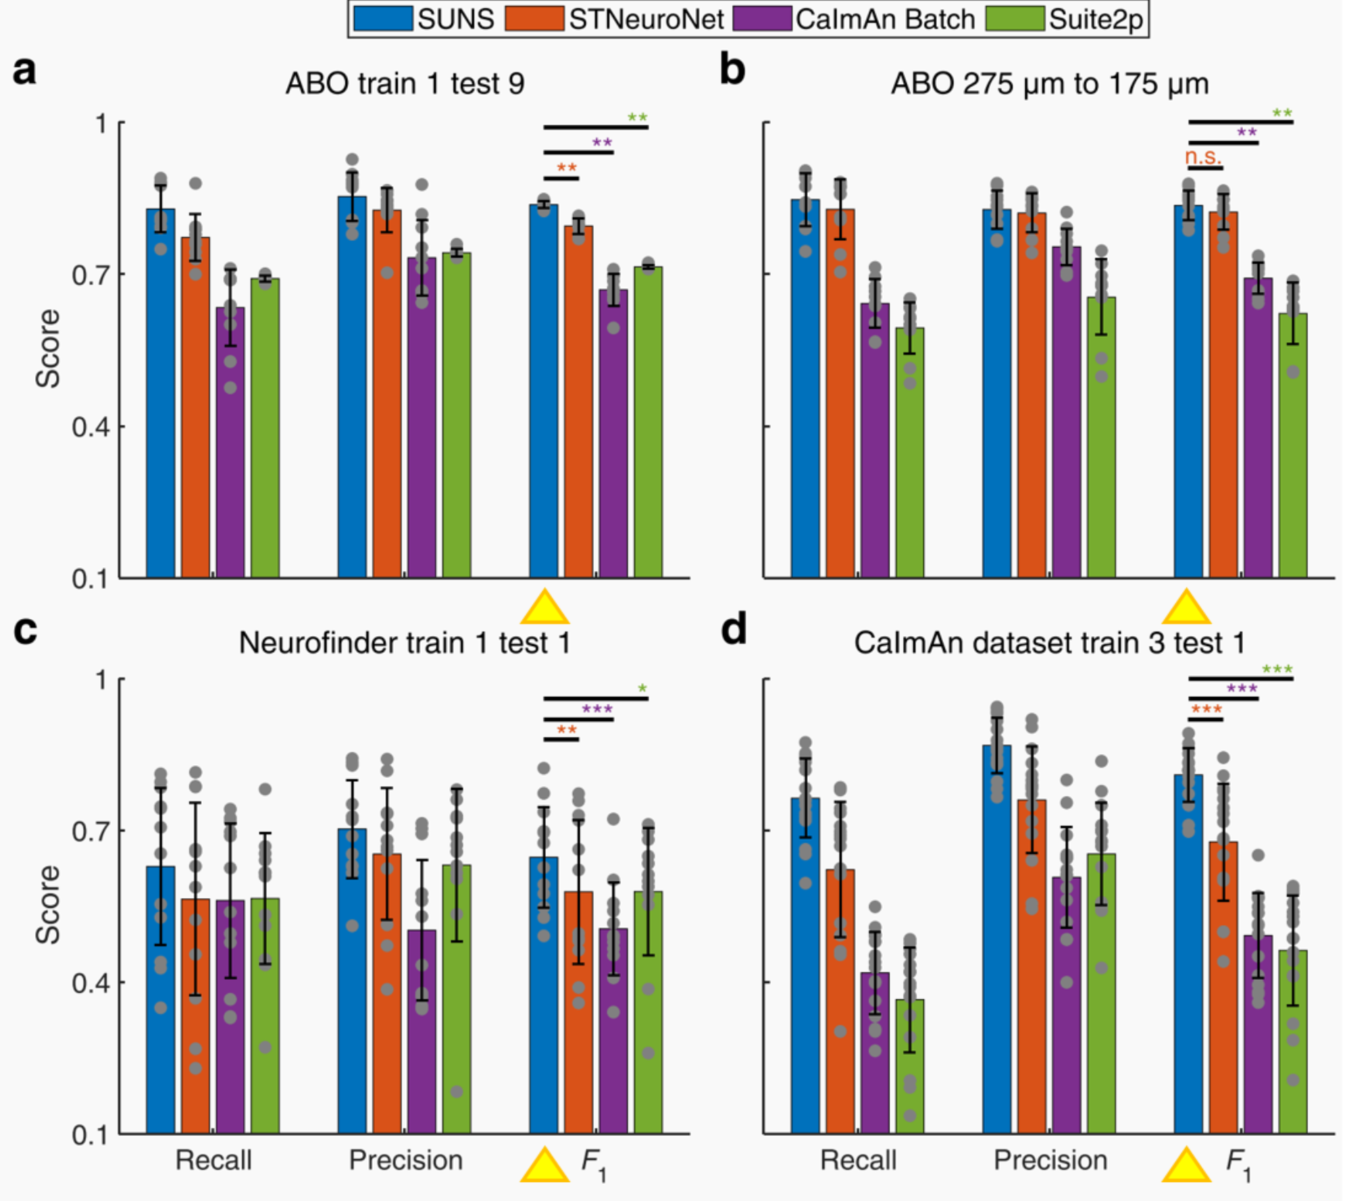 SUNS STNeuroNet CaImAn Batch Suite2p
a
ABO train 1 test 9
b
ABO 275 µm to 175 µm
1
**
**
**
**
**
n.s.
0.7
Score
0.4
0.1
c
Neurofinder train 1 test 1
d
CaImAn dataset train 3 test 1
1
*
***
**
***
***
***
0.7
Score
0.4
0.1
Recall Precision F1
Recall Precision F1